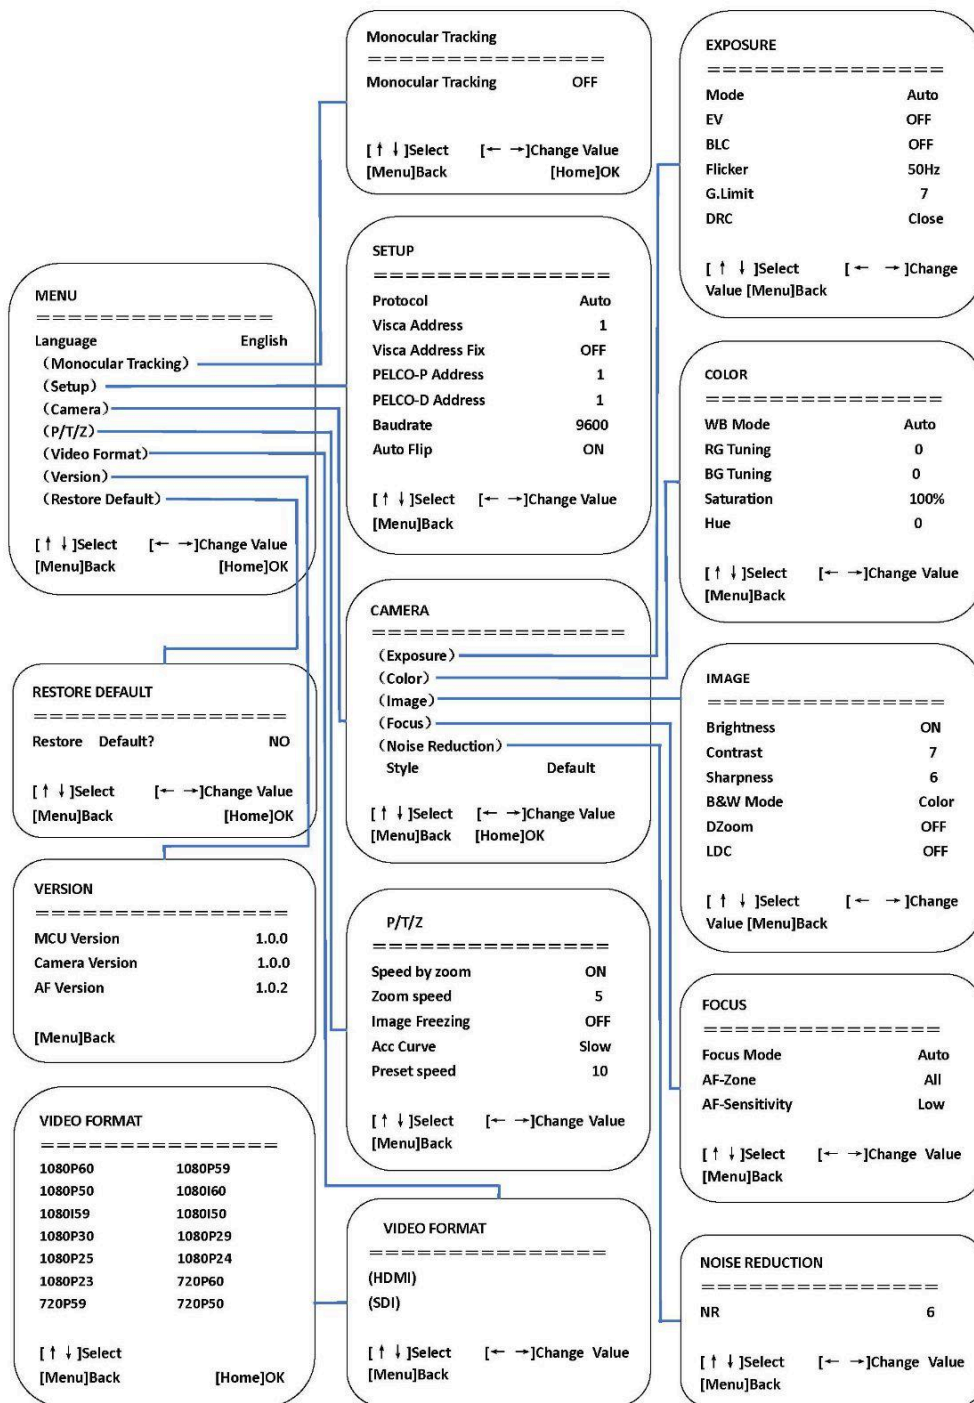 Monocular Tracking
===============
Monocular Tracking OFF
[ ↑ ↓ ]Select [← →]Change Value
[Menu]Back [Home]OK
EXPOSURE
===============
Mode Auto
EV OFF
BLC OFF
Flicker 50Hz
G.Limit 7
DRC Close
[ ↑ ↓ ]Select [ ← → ]Change
Value [Menu]Back
SETUP
===============
Protocol Auto
Visca Address 1
Visca Address Fix OFF
PELCO-P Address 1
PELCO-D Address 1
Baudrate 9600
Auto Flip ON
[ ↑ ↓ ]Select [← →]Change Value
[Menu]Back
MENU
===============
Language English
(Monocular Tracking)
(Setup)
(Camera)
(P/T/Z)
(Video Format)
(Version)
(Restore Default)
[ ↑ ↓ ]Select [← →]Change Value
[Menu]Back [Home]OK
COLOR
===============
WB Mode Auto
RG Tuning 0
BG Tuning 0
Saturation 100%
Hue 0
[ ↑ ↓ ]Select [← →]Change Value
[Menu]Back
CAMERA
================
(Exposure)
(Color)
(Image)
(Focus)
(Noise Reduction)
Style Default
[ ↑ ↓ ]Select [← →]Change Value
[Menu]Back [Home]OK
RESTORE DEFAULT
================
Restore Default? NO
[ ↑ ↓ ]Select [← →]Change Value
[Menu]Back [Home]OK
IMAGE
===============
Brightness ON
Contrast 7
Sharpness 6
B&W Mode Color
DZoom OFF
LDC OFF
[ ↑ ↓ ]Select [ ← → ]Change
Value [Menu]Back
VERSION
================
MCU Version 1.0.0
Camera Version 1.0.0
AF Version 1.0.2
[Menu]Back
P/T/Z
===============
Speed by zoom ON
Zoom speed 5
Image Freezing OFF
Acc Curve Slow
Preset speed 10
[ ↑ ↓ ]Select [← →]Change Value
[Menu]Back
FOCUS
===============
Focus Mode Auto
AF-Zone All
AF-Sensitivity Low
[ ↑ ↓ ]Select [← →]Change Value
[Menu]Back
VIDEO FORMAT
===============
1080P60 1080P59
1080P50 1080I60
1080I59 1080I50
1080P30 1080P29
1080P25 1080P24
1080P23 720P60
720P59 720P50
[ ↑ ↓ ]Select
[Menu]Back [Home]OK
VIDEO FORMAT
===============
(HDMI)
(SDI)
[ ↑ ↓ ]Select [← →]Change Value
[Menu]Back
NOISE REDUCTION
===============
NR 6
[ ↑ ↓ ]Select [← →]Change Value
[Menu]Back